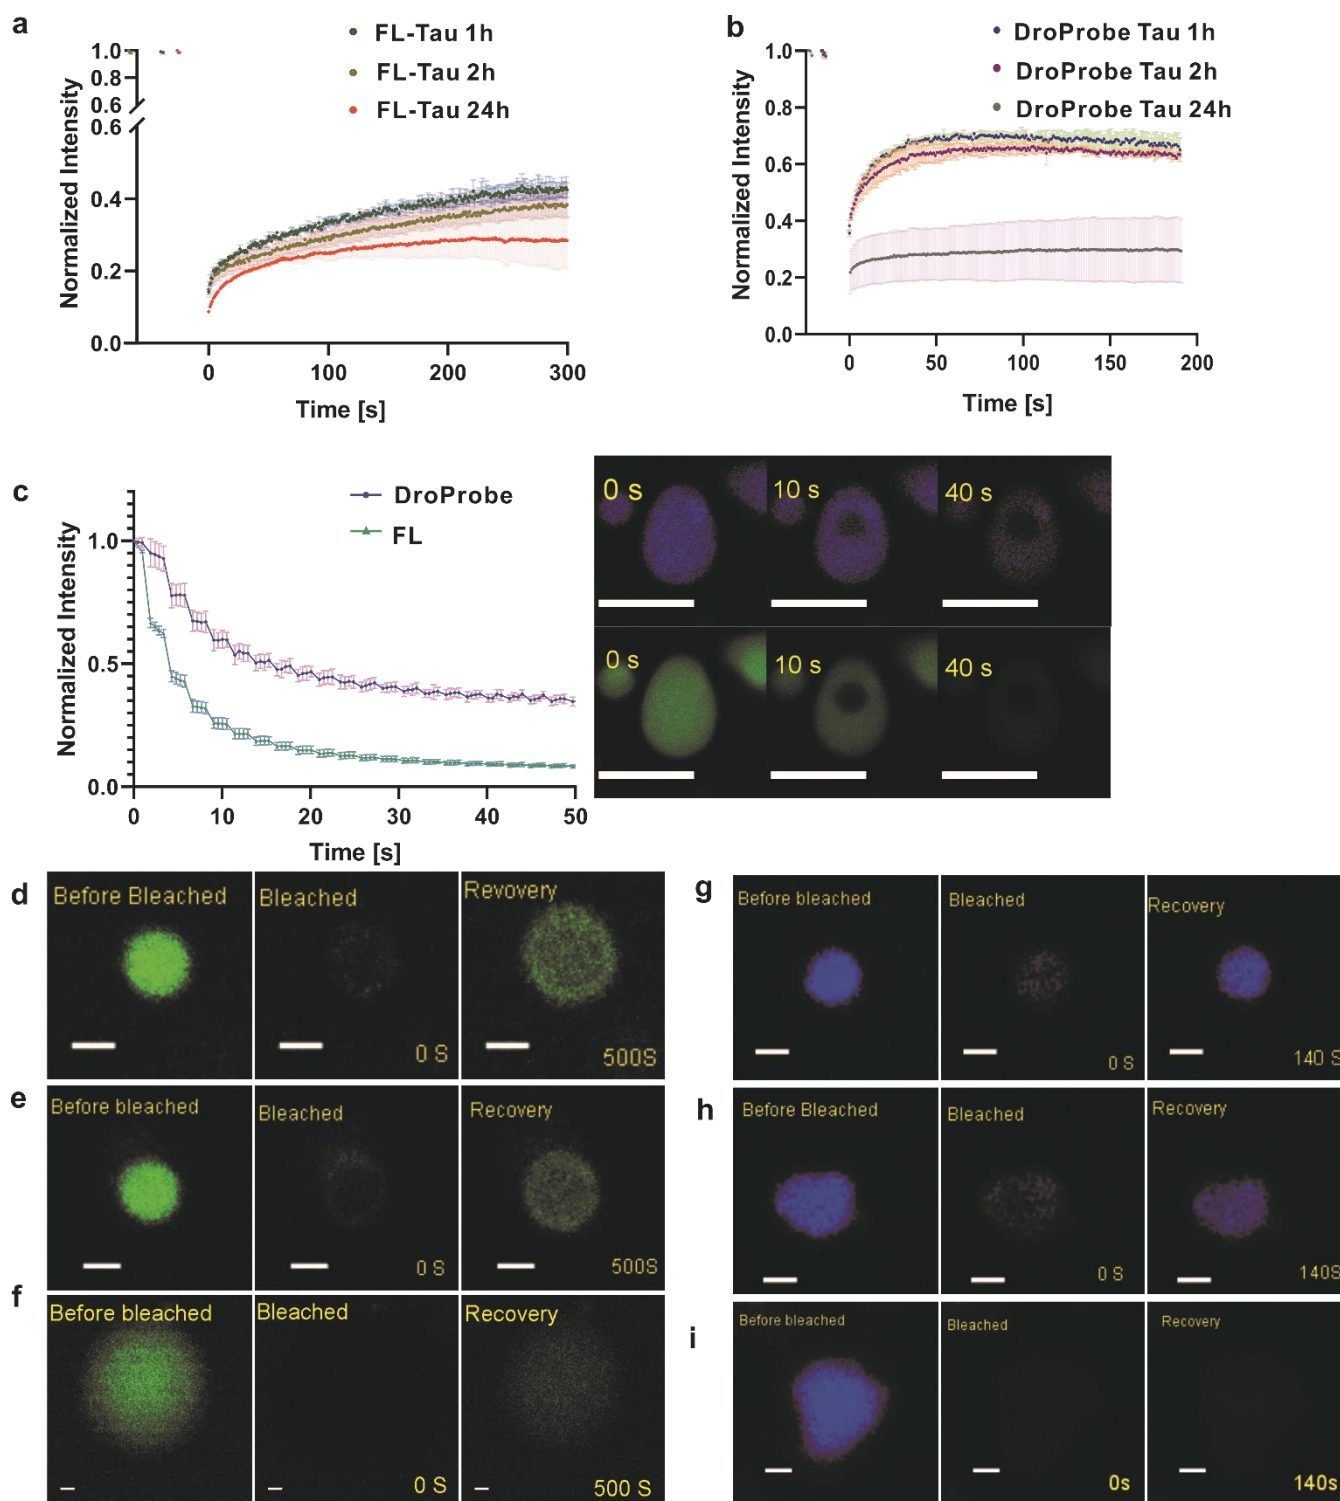 a
FL-Tau 1h
FL-Tau 2h
FL-Tau 24h
1.0
0.8
0.6
0.6
0.4
0.2
0.0
Normalized Intensity
0 100 200 300
Time [s]
b
DroProbe Tau 1h
DroProbe Tau 2h
DroProbe Tau 24h
1.0
0.8
0.6
0.4
0.2
0.0
Normalized Intensity
0 50 100 150 200
Time [s]
c
DroProbe
FL
1.0
0.5
0.0
Normalized Intensity
0 10 20 30 40 50
Time [s]
0 s 10 s 40 s
0 s 10 s 40 s
d
Before Bleached Bleached Revovery
0 S 500S
e
Before bleached Bleached Recovery
0 S 500S
f
Before bleached Bleached Recovery
0 S 500 S
g
Before bleached Bleached Recovery
0 S 140 S
h
Before Bleached Bleached Recovery
0 S 140S
i
Before bleached Bleached Recovery
0s 140s